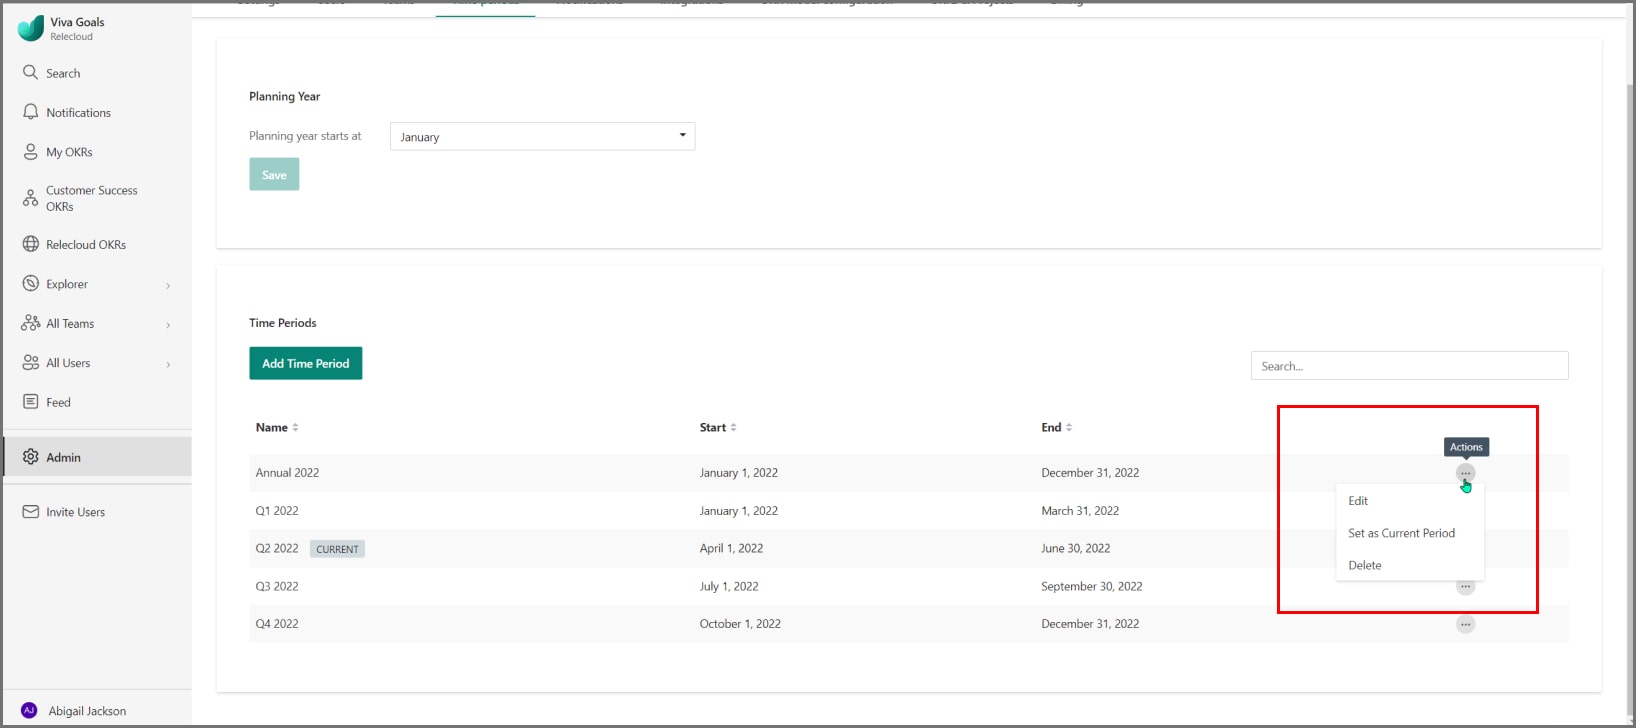 Viva Goals
Relecloud
Search
Notifications
My OKRs
Customer Success
OKRs
Relecloud OKRs
Explorer
All Teams
All Users
Feed
Admin
Invite Users
Abigail Jackson
AJ
Planning Year
Planning year starts at
January
Save
Time Periods
Add Time Period
Search...
Name Start End
Actions
Annual 2022 January 1, 2022 December 31, 2022
Edit
Q1 2022 January 1, 2022 March 31, 2022
Set as Current Period
Q2 2022 CURRENT April 1, 2022 June 30, 2022
Delete
Q3 2022 July 1, 2022 September 30, 2022
Q4 2022 October 1, 2022 December 31, 2022